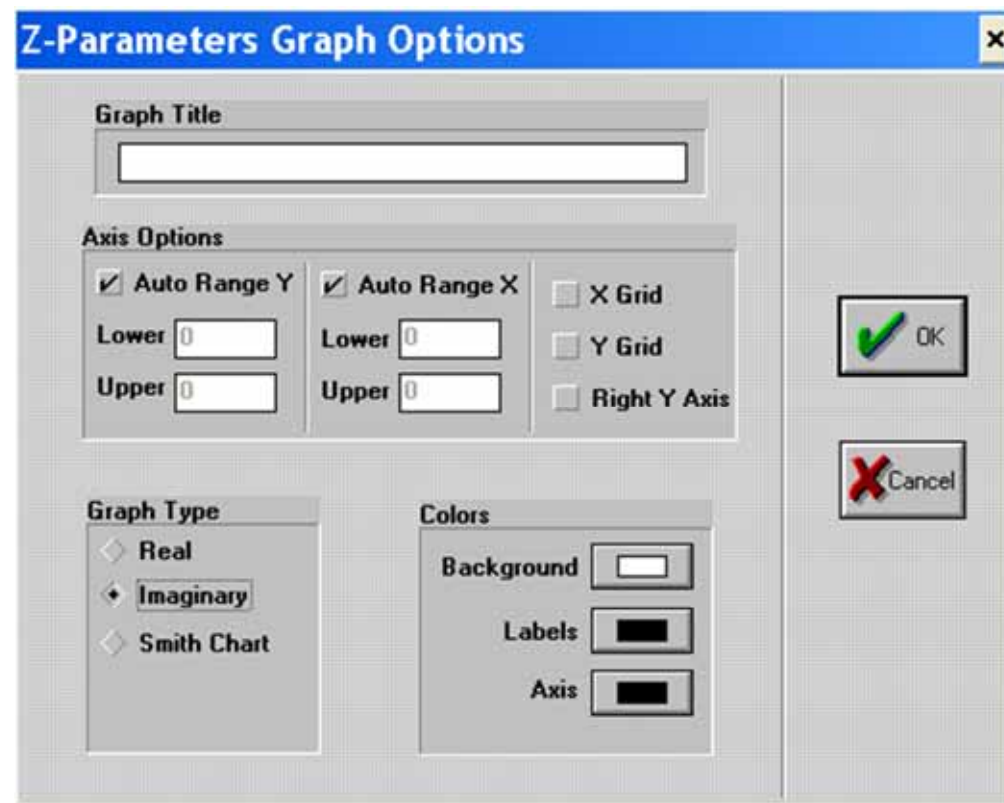 Z-Parameters Graph Options
Graph Title
Axis Options
Auto Range Y
Lower 0
Upper 0
Auto Range X
Lower 0
Upper 0
X Grid
Y Grid
Right Y Axis
OK
Cancel
Graph Type
Real
Imaginary
Smith Chart
Colors
Background
Labels
Axis